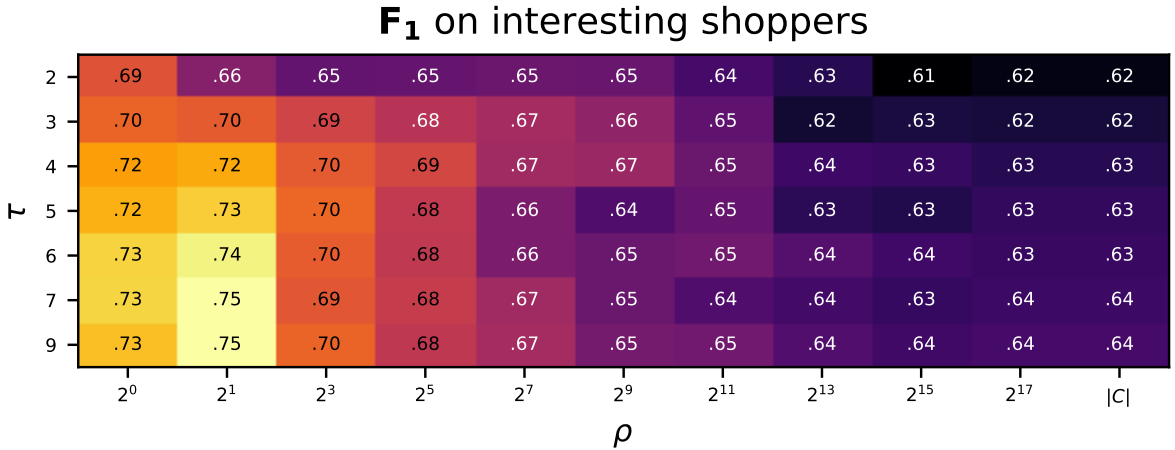 F₁ on interesting shoppers
τ
2 .69 .66 .65 .65 .65 .65 .64 .63 .61 .62 .62
3 .70 .70 .69 .68 .67 .66 .65 .62 .63 .62 .62
4 .72 .72 .70 .69 .67 .67 .65 .64 .63 .63 .63
5 .72 .73 .70 .68 .66 .64 .65 .63 .63 .63 .63
6 .73 .74 .70 .68 .66 .65 .65 .64 .64 .63 .63
7 .73 .75 .69 .68 .67 .65 .64 .64 .63 .64 .64
9 .73 .75 .70 .68 .67 .65 .65 .64 .64 .64 .64
2⁰ 2¹ 2³ 2⁵ 2⁷ 2⁹ 2¹¹ 2¹³ 2¹⁵ 2¹⁷ |C|
ρ